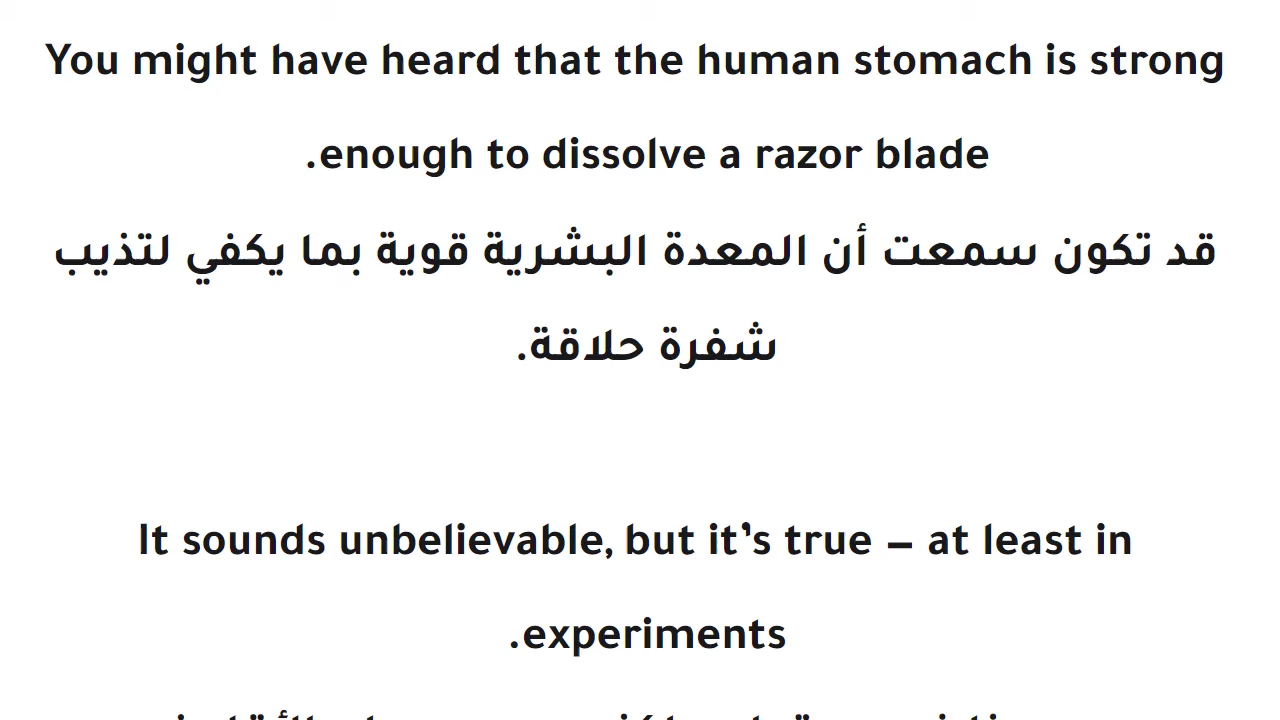 You might have heard that the human stomach is strong
.enough to dissolve a razor blade
قد تكون سمعت أن المعدة البشرية قوية بما يكفي لتذيب
شفرة حلاقة.
It sounds unbelievable, but it’s true – at least in
.experiments